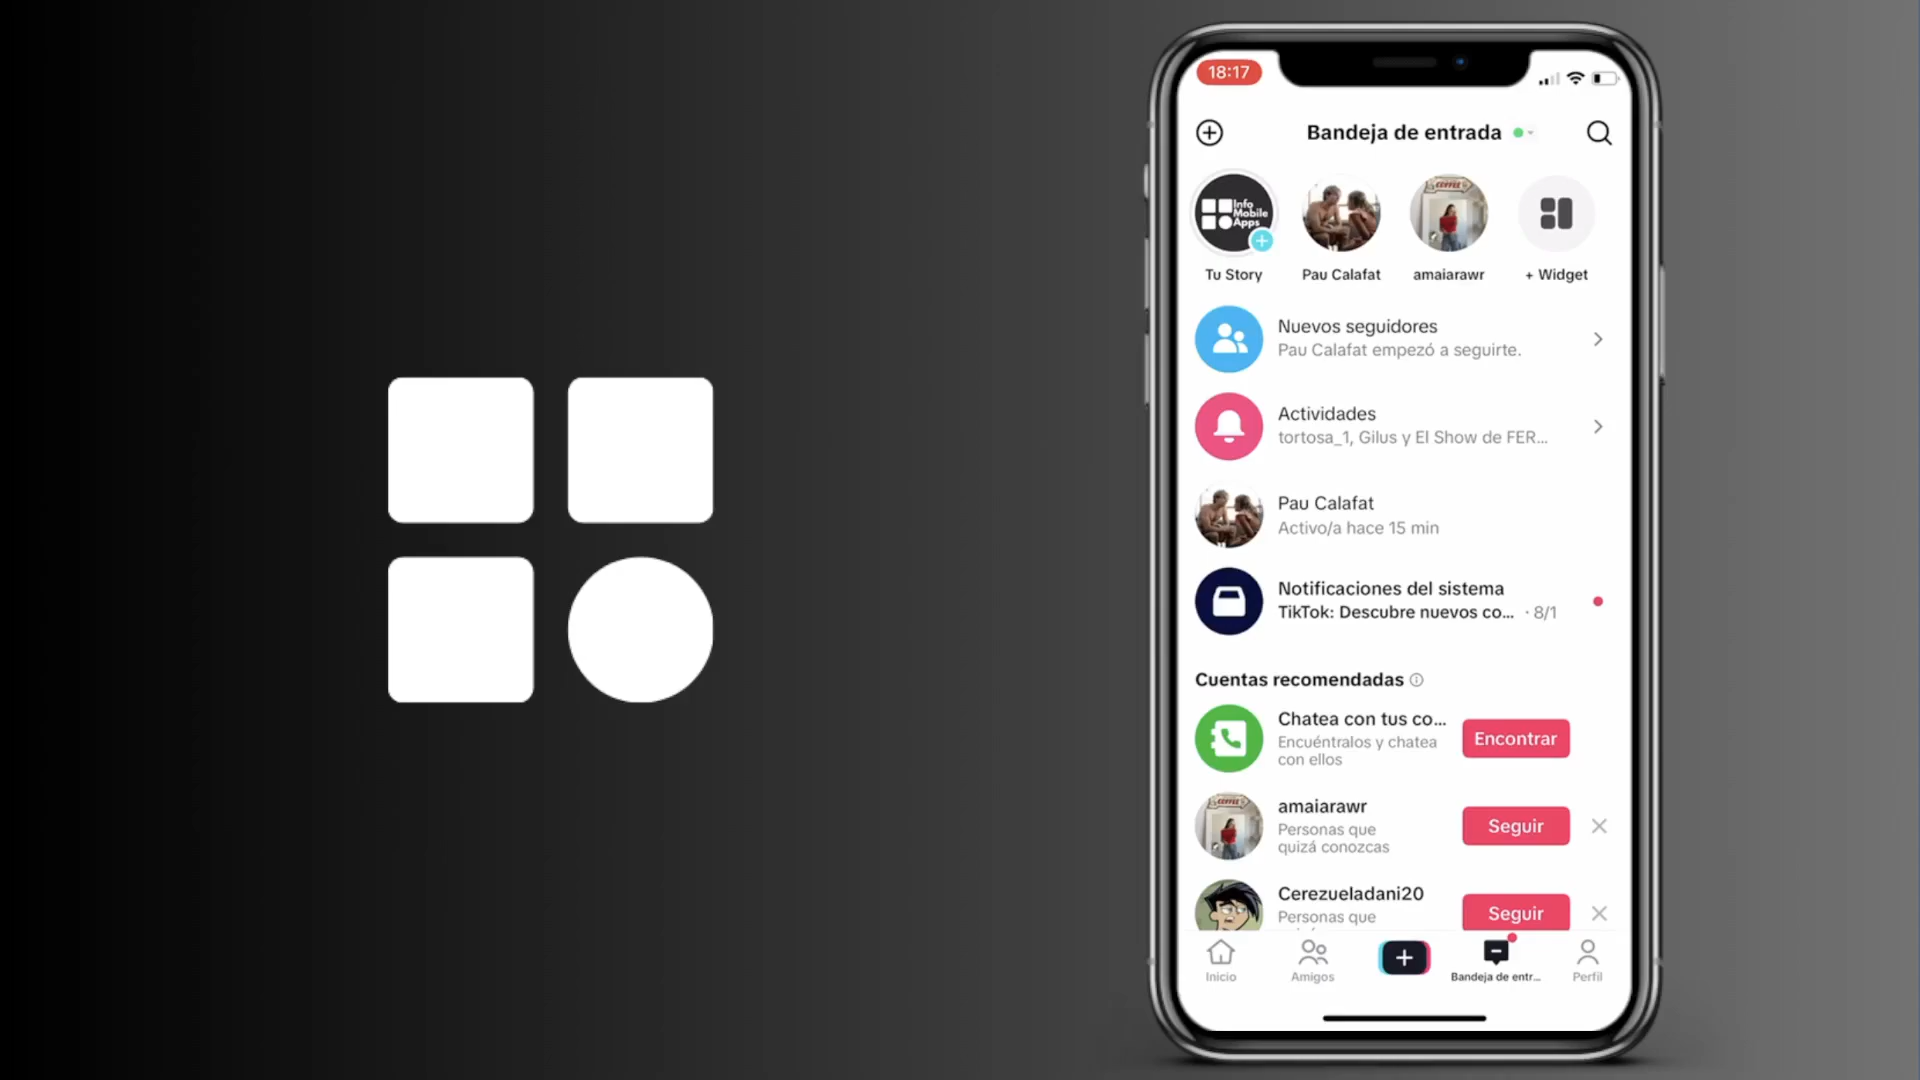 18:17
Bandeja de entrada
Info
Mobile
Apps
Tu Story
Pau Calafat
COFFEE
amaiarawr
+ Widget
Nuevos seguidores
Pau Calafat empezó a seguirte.
Actividades
tortosa_1, Gilus y El Show de FER...
Pau Calafat
Activo/a hace 15 min
Notificaciones del sistema
TikTok: Descubre nuevos co... · 8/1
Cuentas recomendadas
Chatea con tus co...
Encuéntralos y chatea
con ellos
Encontrar
COFFEE
amaiarawr
Personas que
quizá conozcas
Seguir
Cerezueladani20
Personas que
Seguir
Inicio
Amigos
Bandeja de entr...
Perfil